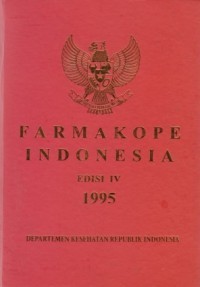 FARMAKOPE
INDONESIA
EDISI IV
1995
DEPARTEMEN KESEHATAN REPUBLIK INDONESIA